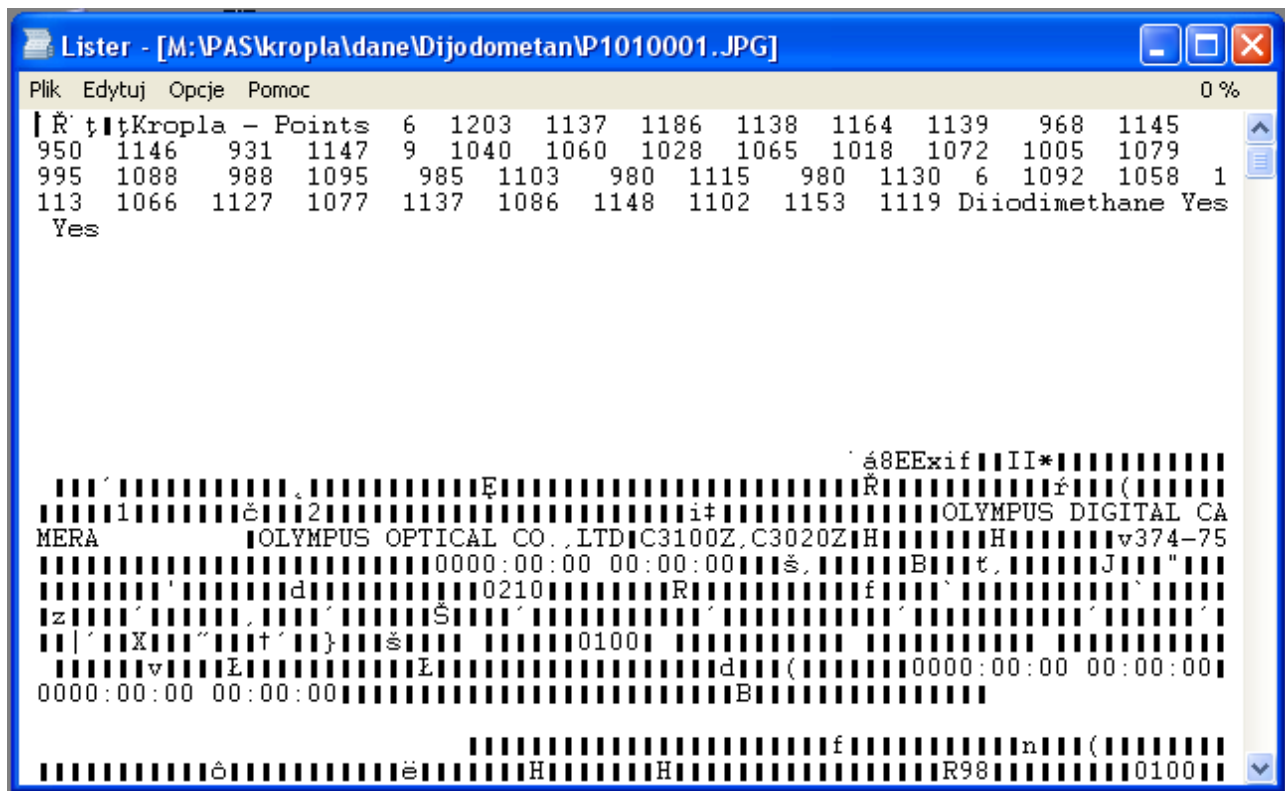 Lister - [M:\PAS\kropla\dane\Dijodometan\P1010001.JPG]
Plik Edytuj Opcje Pomoc 0 %
Kropla - Points 6 1203 1137 1186 1138 1164 1139 968 1145
950 1146 931 1147 9 1040 1060 1028 1065 1018 1072 1005 1079
995 1088 988 1095 985 1103 980 1115 980 1130 6 1092 1058 1
113 1066 1127 1077 1137 1086 1148 1102 1153 1119 Diiodimethane Yes
Yes
á8EExif II*
Ę Ř ŕ (
1 č 2 i‡ OLYMPUS DIGITAL CA
MERA OLYMPUS OPTICAL CO.,LTD C3100Z,C3020Z H H v374-75
0000:00:00 00:00:00 š, B ť, J "
' d 0210 R f `
z ´ , ´ Š ´ ´ ´ ´ ´
|´ X ˝ †´ } š 0100
v Ł Ł d ( 0000:00:00 00:00:00
0000:00:00 00:00:00 B
f n (
ô ë H H R98 0100